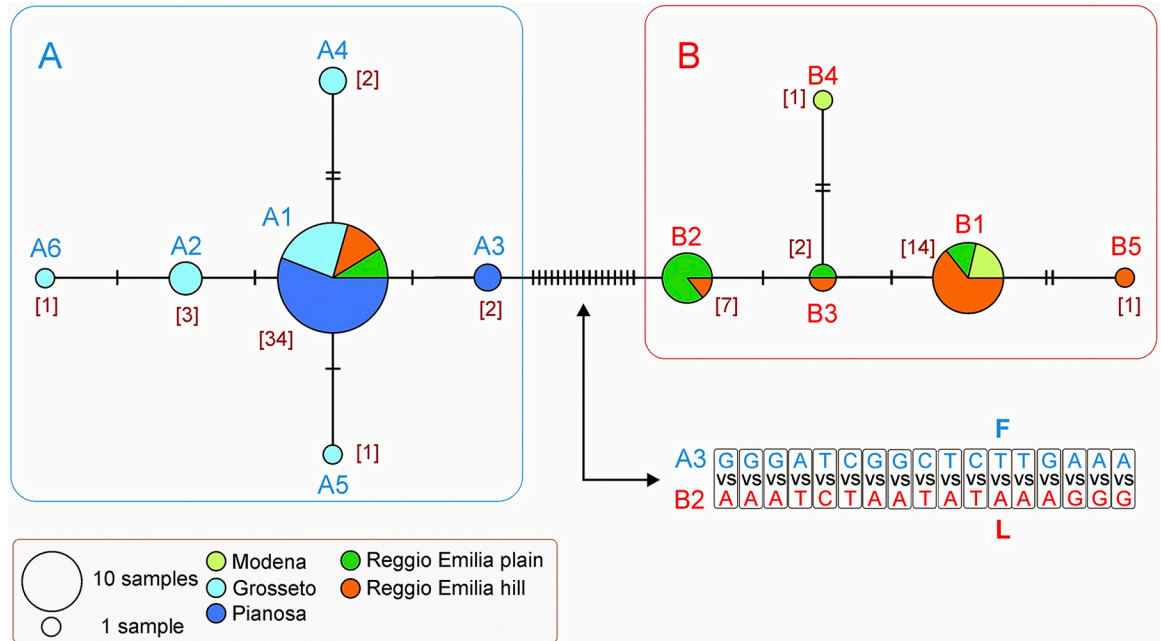 A
A4
[2]
A1
A6
A2
A3
[1]
[3]
[34]
[2]
[1]
A5
B
B4
[1]
B2
[2]
[14]
B1
B5
[7]
B3
[1]
F
A3 G G G A T C G G C T C T T G A A A
VS VS VS VS VS VS VS VS VS VS VS VS VS VS VS VS VS
B2 A A A T C T A A T A T A A A G G G
L
10 samples
1 sample
Modena
Grosseto
Pianosa
Reggio Emilia plain
Reggio Emilia hill